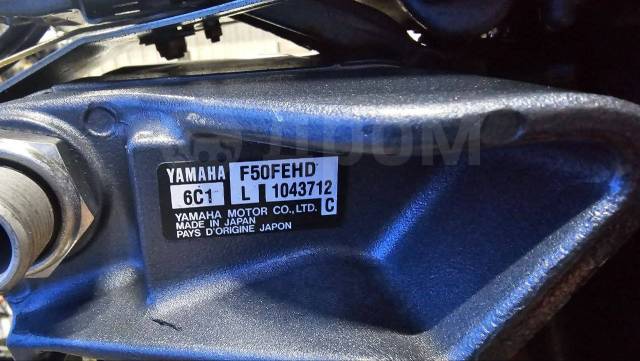 YAMAHA F50FEHD
6C1 L 1043712
YAMAHA MOTOR CO.,LTD. C
MADE IN JAPAN
PAYS D'ORIGINE JAPON